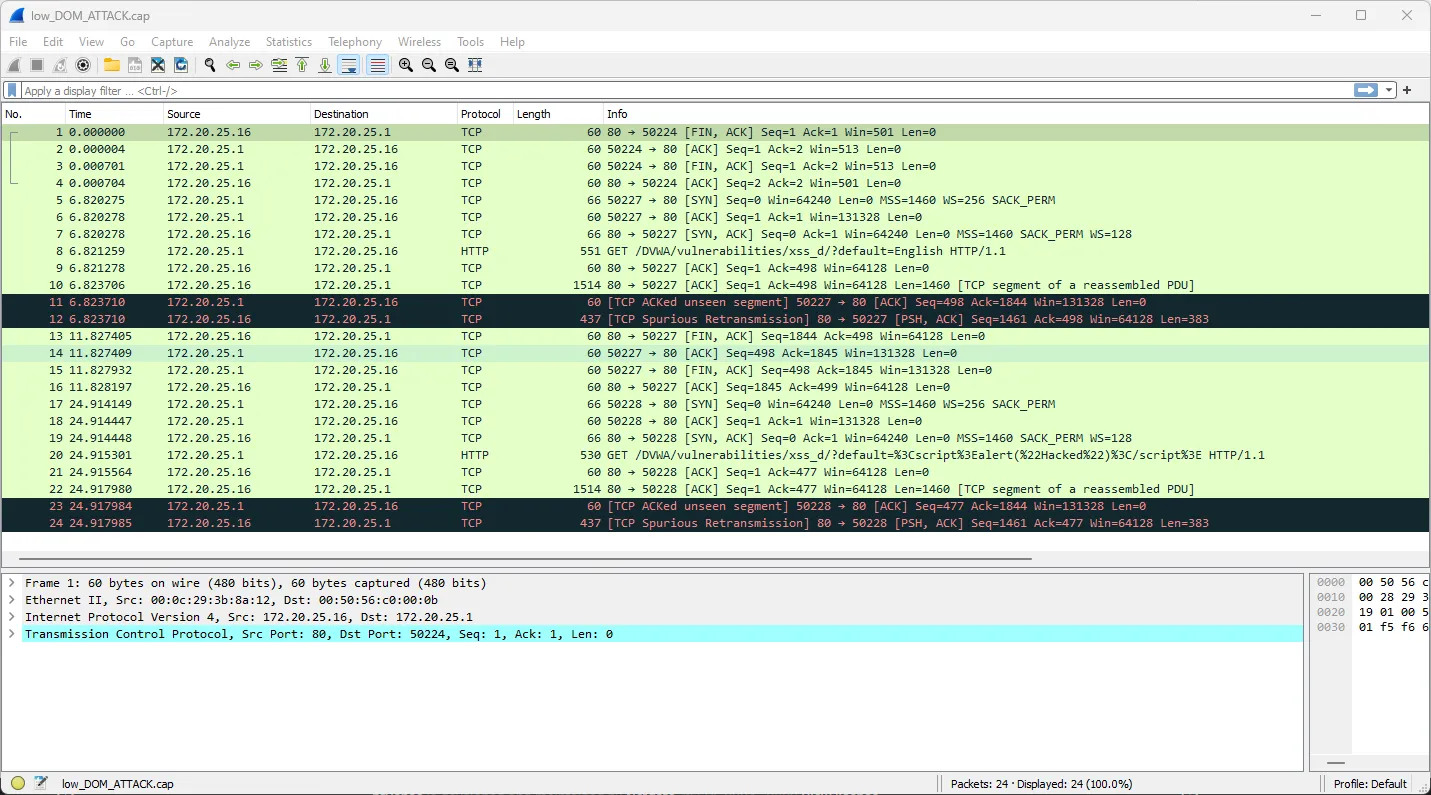 low_DOM_ATTACK.cap
File Edit View Go Capture Analyze Statistics Telephony Wireless Tools Help
Apply a display filter ... <Ctrl-/>
No. Time Source Destination Protocol Length Info
1 0.000000 172.20.25.16 172.20.25.1 TCP 60 80 → 50224 [FIN, ACK] Seq=1 Ack=1 Win=501 Len=0
2 0.000004 172.20.25.1 172.20.25.16 TCP 60 50224 → 80 [ACK] Seq=1 Ack=2 Win=513 Len=0
3 0.000701 172.20.25.1 172.20.25.16 TCP 60 50224 → 80 [FIN, ACK] Seq=1 Ack=2 Win=513 Len=0
4 0.000704 172.20.25.16 172.20.25.1 TCP 60 80 → 50224 [ACK] Seq=2 Ack=2 Win=501 Len=0
5 6.820275 172.20.25.1 172.20.25.16 TCP 66 50227 → 80 [SYN] Seq=0 Win=64240 Len=0 MSS=1460 WS=256 SACK_PERM
6 6.820278 172.20.25.1 172.20.25.16 TCP 60 50227 → 80 [ACK] Seq=1 Ack=1 Win=131328 Len=0
7 6.820278 172.20.25.16 172.20.25.1 TCP 66 80 → 50227 [SYN, ACK] Seq=0 Ack=1 Win=64240 Len=0 MSS=1460 SACK_PERM WS=128
8 6.821259 172.20.25.1 172.20.25.16 HTTP 551 GET /DVWA/vulnerabilities/xss_d/?default=English HTTP/1.1
9 6.821278 172.20.25.16 172.20.25.1 TCP 60 80 → 50227 [ACK] Seq=1 Ack=498 Win=64128 Len=0
10 6.823706 172.20.25.16 172.20.25.1 TCP 1514 80 → 50227 [ACK] Seq=1 Ack=498 Win=64128 Len=1460 [TCP segment of a reassembled PDU]
11 6.823710 172.20.25.1 172.20.25.16 TCP 60 [TCP ACKed unseen segment] 50227 → 80 [ACK] Seq=498 Ack=1844 Win=131328 Len=0
12 6.823710 172.20.25.16 172.20.25.1 TCP 437 [TCP Spurious Retransmission] 80 → 50227 [PSH, ACK] Seq=1461 Ack=498 Win=64128 Len=383
13 11.827405 172.20.25.16 172.20.25.1 TCP 60 80 → 50227 [FIN, ACK] Seq=1844 Ack=498 Win=64128 Len=0
14 11.827409 172.20.25.1 172.20.25.16 TCP 60 50227 → 80 [ACK] Seq=498 Ack=1845 Win=131328 Len=0
15 11.827932 172.20.25.1 172.20.25.16 TCP 60 50227 → 80 [FIN, ACK] Seq=498 Ack=1845 Win=131328 Len=0
16 11.828197 172.20.25.16 172.20.25.1 TCP 60 80 → 50227 [ACK] Seq=1845 Ack=499 Win=64128 Len=0
17 24.914149 172.20.25.1 172.20.25.16 TCP 66 50228 → 80 [SYN] Seq=0 Win=64240 Len=0 MSS=1460 WS=256 SACK_PERM
18 24.914447 172.20.25.1 172.20.25.16 TCP 60 50228 → 80 [ACK] Seq=1 Ack=1 Win=131328 Len=0
19 24.914448 172.20.25.16 172.20.25.1 TCP 66 80 → 50228 [SYN, ACK] Seq=0 Ack=1 Win=64240 Len=0 MSS=1460 SACK_PERM WS=128
20 24.915301 172.20.25.1 172.20.25.16 HTTP 530 GET /DVWA/vulnerabilities/xss_d/?default=%3Cscript%3Ealert(%22Hacked%22)%3C/script%3E HTTP/1.1
21 24.915564 172.20.25.16 172.20.25.1 TCP 60 80 → 50228 [ACK] Seq=1 Ack=477 Win=64128 Len=0
22 24.917980 172.20.25.16 172.20.25.1 TCP 1514 80 → 50228 [ACK] Seq=1 Ack=477 Win=64128 Len=1460 [TCP segment of a reassembled PDU]
23 24.917984 172.20.25.1 172.20.25.16 TCP 60 [TCP ACKed unseen segment] 50228 → 80 [ACK] Seq=477 Ack=1844 Win=131328 Len=0
24 24.917985 172.20.25.16 172.20.25.1 TCP 437 [TCP Spurious Retransmission] 80 → 50228 [PSH, ACK] Seq=1461 Ack=477 Win=64128 Len=383
Frame 1: 60 bytes on wire (480 bits), 60 bytes captured (480 bits)
Ethernet II, Src: 00:0c:29:3b:8a:12, Dst: 00:50:56:c0:00:0b
Internet Protocol Version 4, Src: 172.20.25.16, Dst: 172.20.25.1
Transmission Control Protocol, Src Port: 80, Dst Port: 50224, Seq: 1, Ack: 1, Len: 0
0000 00 50 56 c
0010 00 28 29 3
0020 19 01 00 5
0030 01 f5 f6 6
low_DOM_ATTACK.cap
Packets: 24 · Displayed: 24 (100.0%)
Profile: Default